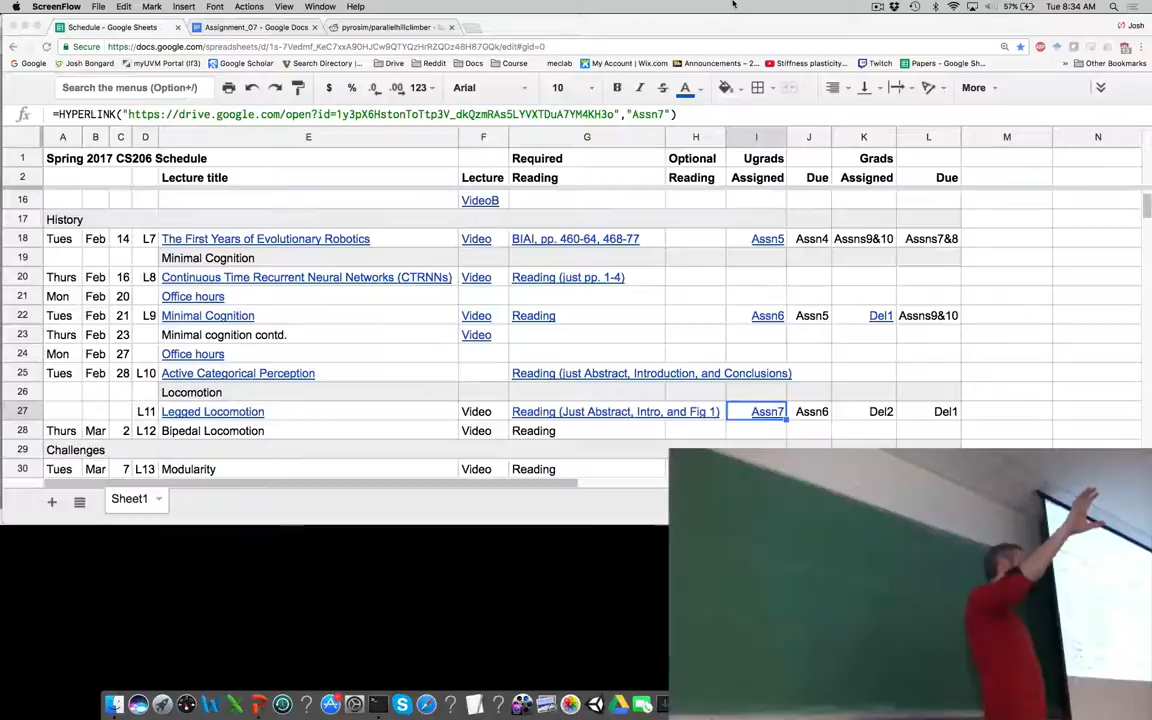 ScreenFlow File Edit Mark Insert Font Actions View Window Help 57% Tue 8:34 AM
Schedule - Google Sheets Assignment_07 - Google Docs pyrosim/parallelhillclimber Josh
Secure https://docs.google.com/spreadsheets/d/1s-7Vedmf_KeC7xxA90HJCw9QTYQzHrRZQDz48H87GQk/edit#gid=0
Google Josh Bongard myUVM Portal (lf3) Google Scholar Search Directory |... Drive Reddit Docs Course meclab My Account | Wix.com Announcements – 2... Stiffness plasticity... Twitch Papers - Google Sh... Other Bookmarks
Search the menus (Option+/) $ % .0 .00 123 Arial 10 B I S A More
fx =HYPERLINK("https://drive.google.com/open?id=1y3pX6HstonToTtp3V_dkQzmRAs5LYVXTDuA7YM4KH3o","Assn7")
A B C D E F G H I J K L M N
1 Spring 2017 CS206 Schedule Required Optional Ugrads Grads
2 Lecture title Lecture Reading Reading Assigned Due Assigned Due
16 VideoB
17 History
18 Tues Feb 14 L7 The First Years of Evolutionary Robotics Video BIAI, pp. 460-64, 468-77 Assn5 Assn4 Assns9&10 Assns7&8
19 Minimal Cognition
20 Thurs Feb 16 L8 Continuous Time Recurrent Neural Networks (CTRNNs) Video Reading (just pp. 1-4)
21 Mon Feb 20 Office hours
22 Tues Feb 21 L9 Minimal Cognition Video Reading Assn6 Assn5 Del1 Assns9&10
23 Thurs Feb 23 Minimal cognition contd. Video
24 Mon Feb 27 Office hours
25 Tues Feb 28 L10 Active Categorical Perception Reading (just Abstract, Introduction, and Conclusions)
26 Locomotion
27 L11 Legged Locomotion Video Reading (Just Abstract, Intro, and Fig 1) Assn7 Assn6 Del2 Del1
28 Thurs Mar 2 L12 Bipedal Locomotion Video Reading
29 Challenges
30 Tues Mar 7 L13 Modularity Video Reading
Sheet1